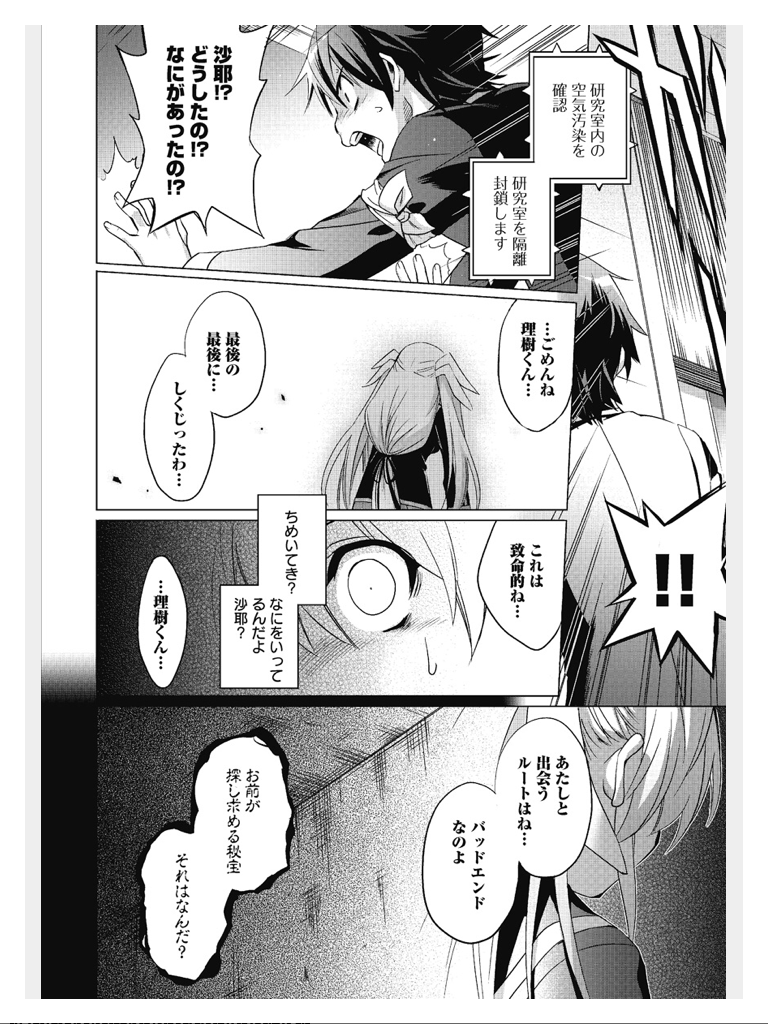 研究室内の
空気汚染を
確認
研究室を隔離
封鎖します
沙耶!?
どうしたの!?
なにがあったの!?
!!
…ごめんね
理樹くん…
最後の
最後に…
しくじったわ…
これは
致命的ね…
ちめいてき?
なにをいって
るんだよ
沙耶?
…理樹くん…
あたしと
出会う
ルートはね…
バッドエンド
なのよ
お前が
探し求める秘宝
それはなんだ?